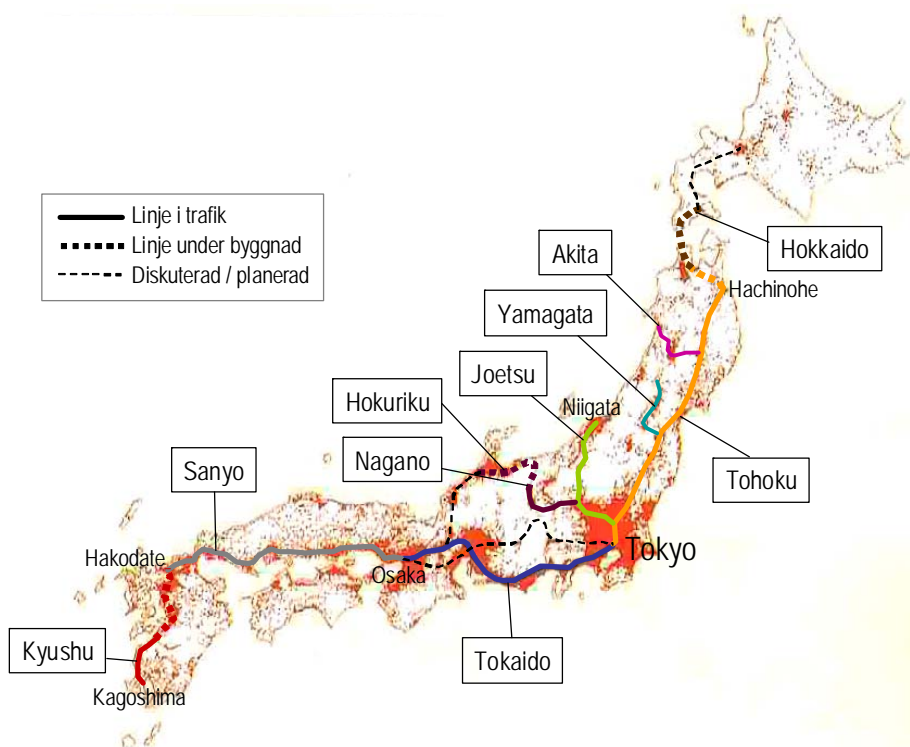 Linje i trafik
Linje under byggnad
Diskuterad / planerad
Hokkaido
Akita
Hachinohe
Yamagata
Joetsu
Niigata
Hokuriku
Nagano
Sanyo
Tohoku
Tokyo
Hakodate
Osaka
Kyushu
Tokaido
Kagoshima